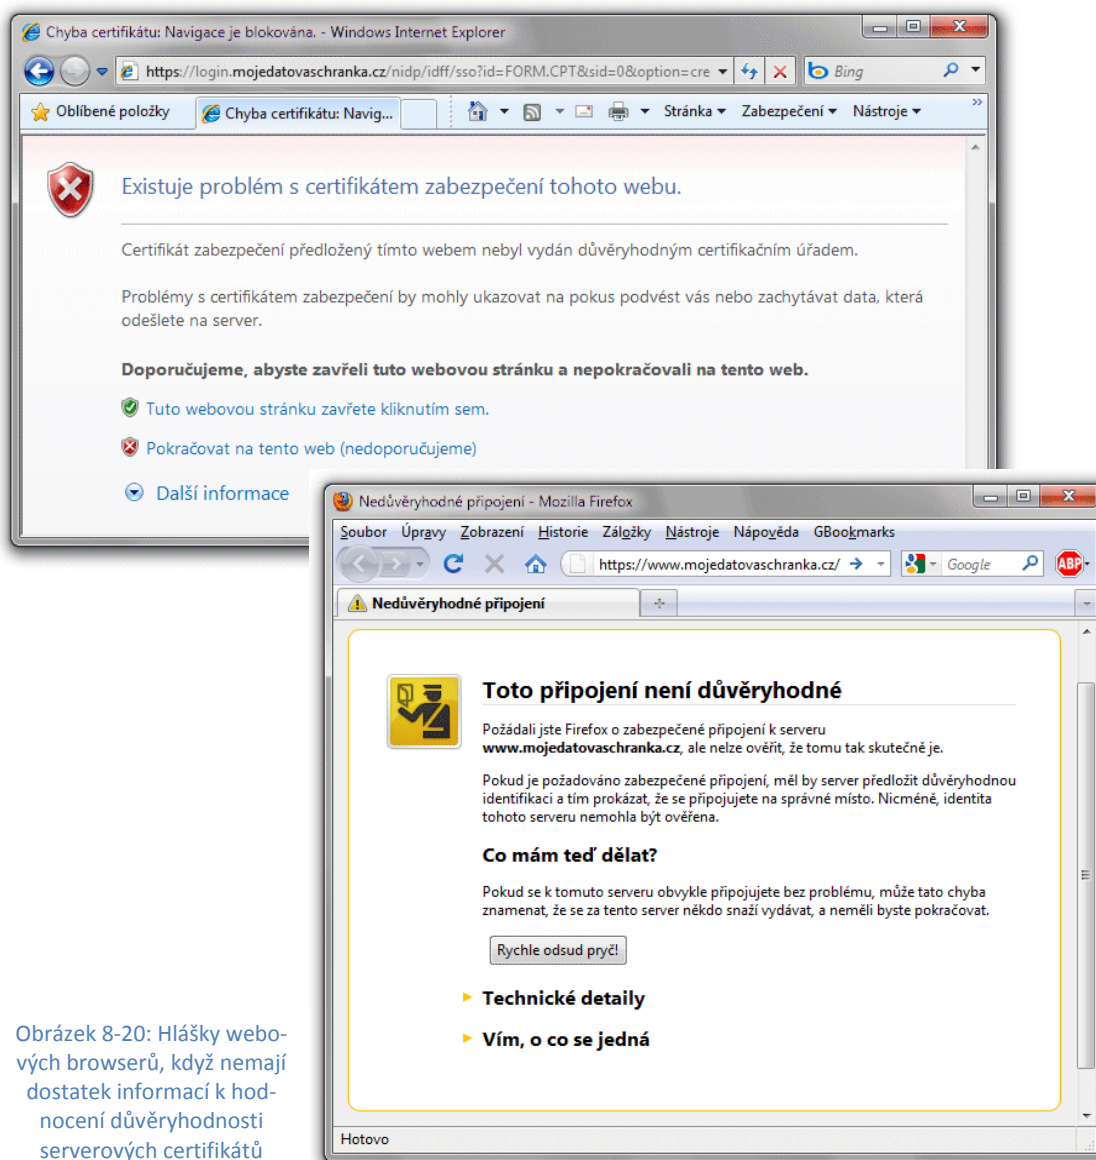 Chyba certifikátu: Navigace je blokována. - Windows Internet Explorer
https://login.mojedatovaschranka.cz/nidp/idff/sso?id=FORM.CPT&sid=0&option=cre
Bing
Oblíbené položky
Chyba certifikátu: Navig...
Stránka
Zabezpečení
Nástroje
Existuje problém s certifikátem zabezpečení tohoto webu.
Certifikát zabezpečení předložený tímto webem nebyl vydán důvěryhodným certifikačním úřadem.
Problémy s certifikátem zabezpečení by mohly ukazovat na pokus podvést vás nebo zachytávat data, která
odešlete na server.
Doporučujeme, abyste zavřeli tuto webovou stránku a nepokračovali na tento web.
Tuto webovou stránku zavřete kliknutím sem.
Pokračovat na tento web (nedoporučujeme)
Další informace
Nedůvěryhodné připojení - Mozilla Firefox
Soubor Úpravy Zobrazení Historie Záložky Nástroje Nápověda GBookmarks
https://www.mojedatovaschranka.cz/
Google
ABP
Nedůvěryhodné připojení
Toto připojení není důvěryhodné
Požádali jste Firefox o zabezpečené připojení k serveru
www.mojedatovaschranka.cz, ale nelze ověřit, že tomu tak skutečně je.
Pokud je požadováno zabezpečené připojení, měl by server předložit důvěryhodnou
identifikaci a tím prokázat, že se připojujete na správné místo. Nicméně, identita
tohoto serveru nemohla být ověřena.
Co mám teď dělat?
Pokud se k tomuto serveru obvykle připojujete bez problému, může tato chyba
znamenat, že se za tento server někdo snaží vydávat, a neměli byste pokračovat.
Rychle odsud pryč!
Technické detaily
Vím, o co se jedná
Hotovo
Obrázek 8-20: Hlášky webo-
vých browserů, když nemají
dostatek informací k hod-
nocení důvěryhodnosti
serverových certifikátů